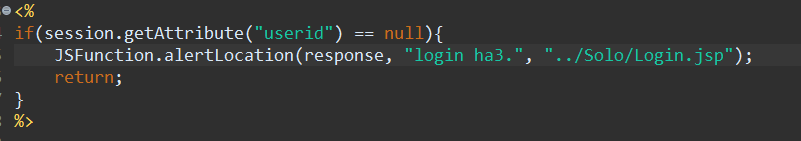 <%
if(session.getAttribute("userid") == null){
    JSFunction.alertLocation(response, "login ha3.", "../Solo/Login.jsp");
    return;
}
%>